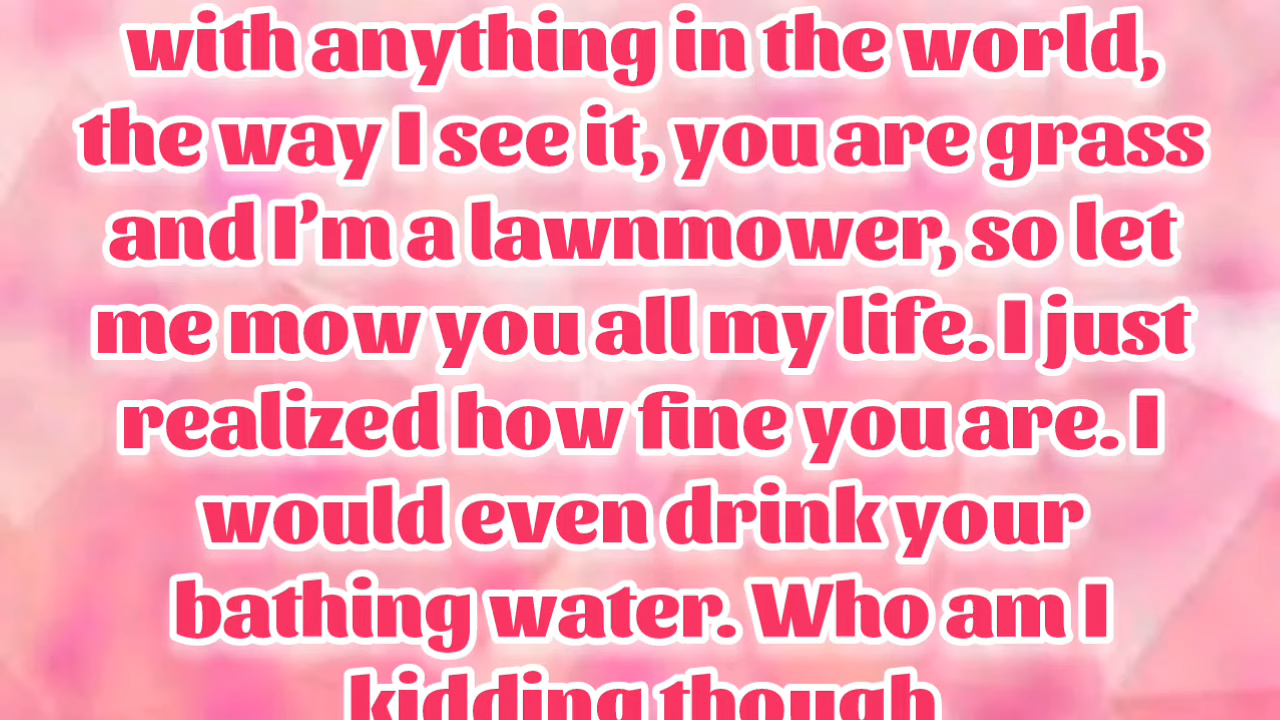 with anything in the world,
the way I see it, you are grass
and I’m a lawnmower, so let
me mow you all my life. I just
realized how fine you are. I
would even drink your
bathing water. Who am I
kidding though